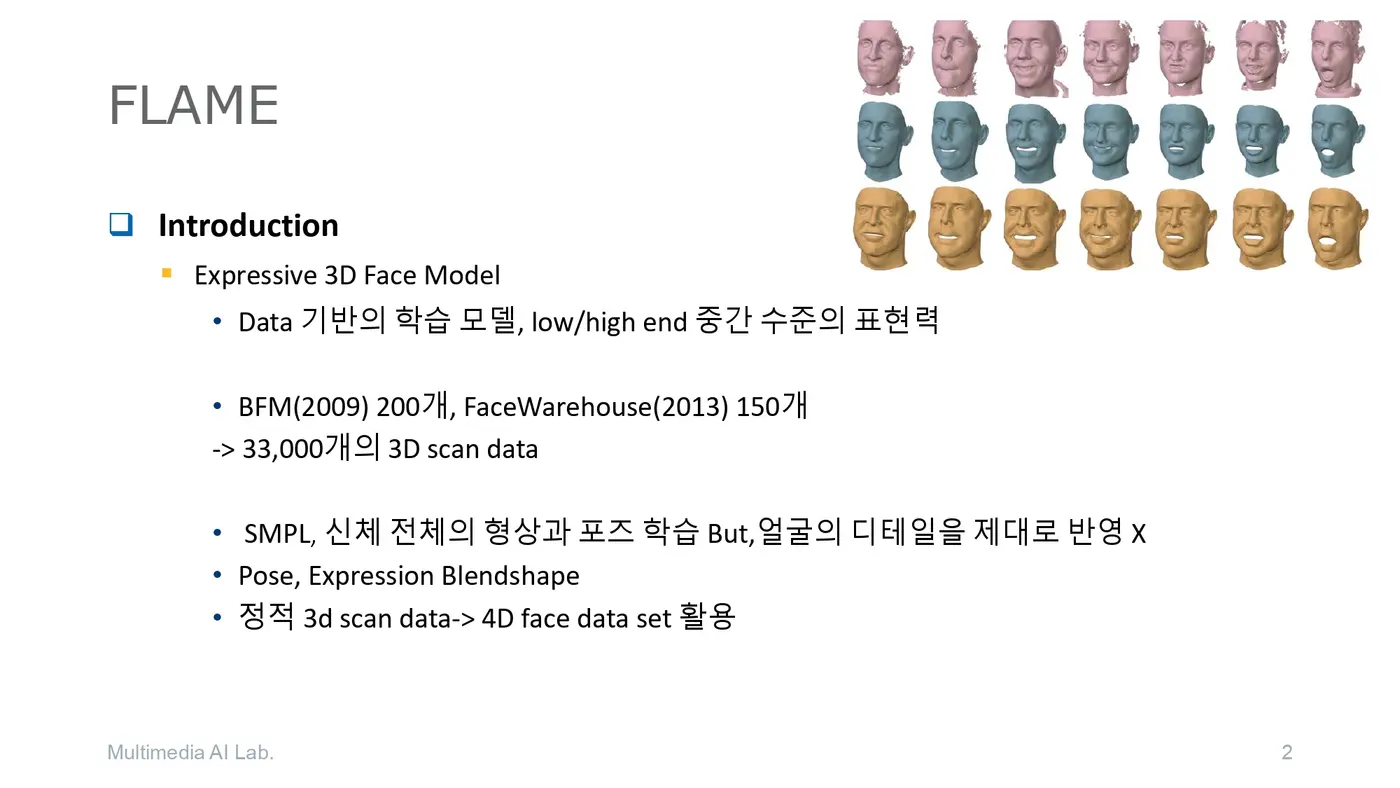 FLAME
Introduction
Expressive 3D Face Model
Data 기반의 학습 모델, low/high end 중간 수준의 표현력
BFM(2009) 200개, FaceWarehouse(2013) 150개
-> 33,000개의 3D scan data
SMPL, 신체 전체의 형상과 포즈 학습 But,얼굴의 디테일을 제대로 반영 X
Pose, Expression Blendshape
정적 3d scan data-> 4D face data set 활용
Multimedia AI Lab.
2